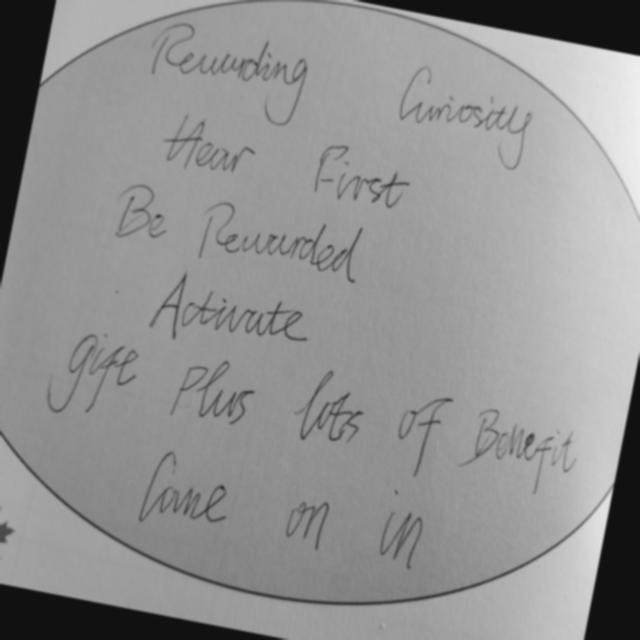 Rewarding Curiosity
Hear First
Be Rewarded
Activate
gift Plus lots of Benefit
Come on in